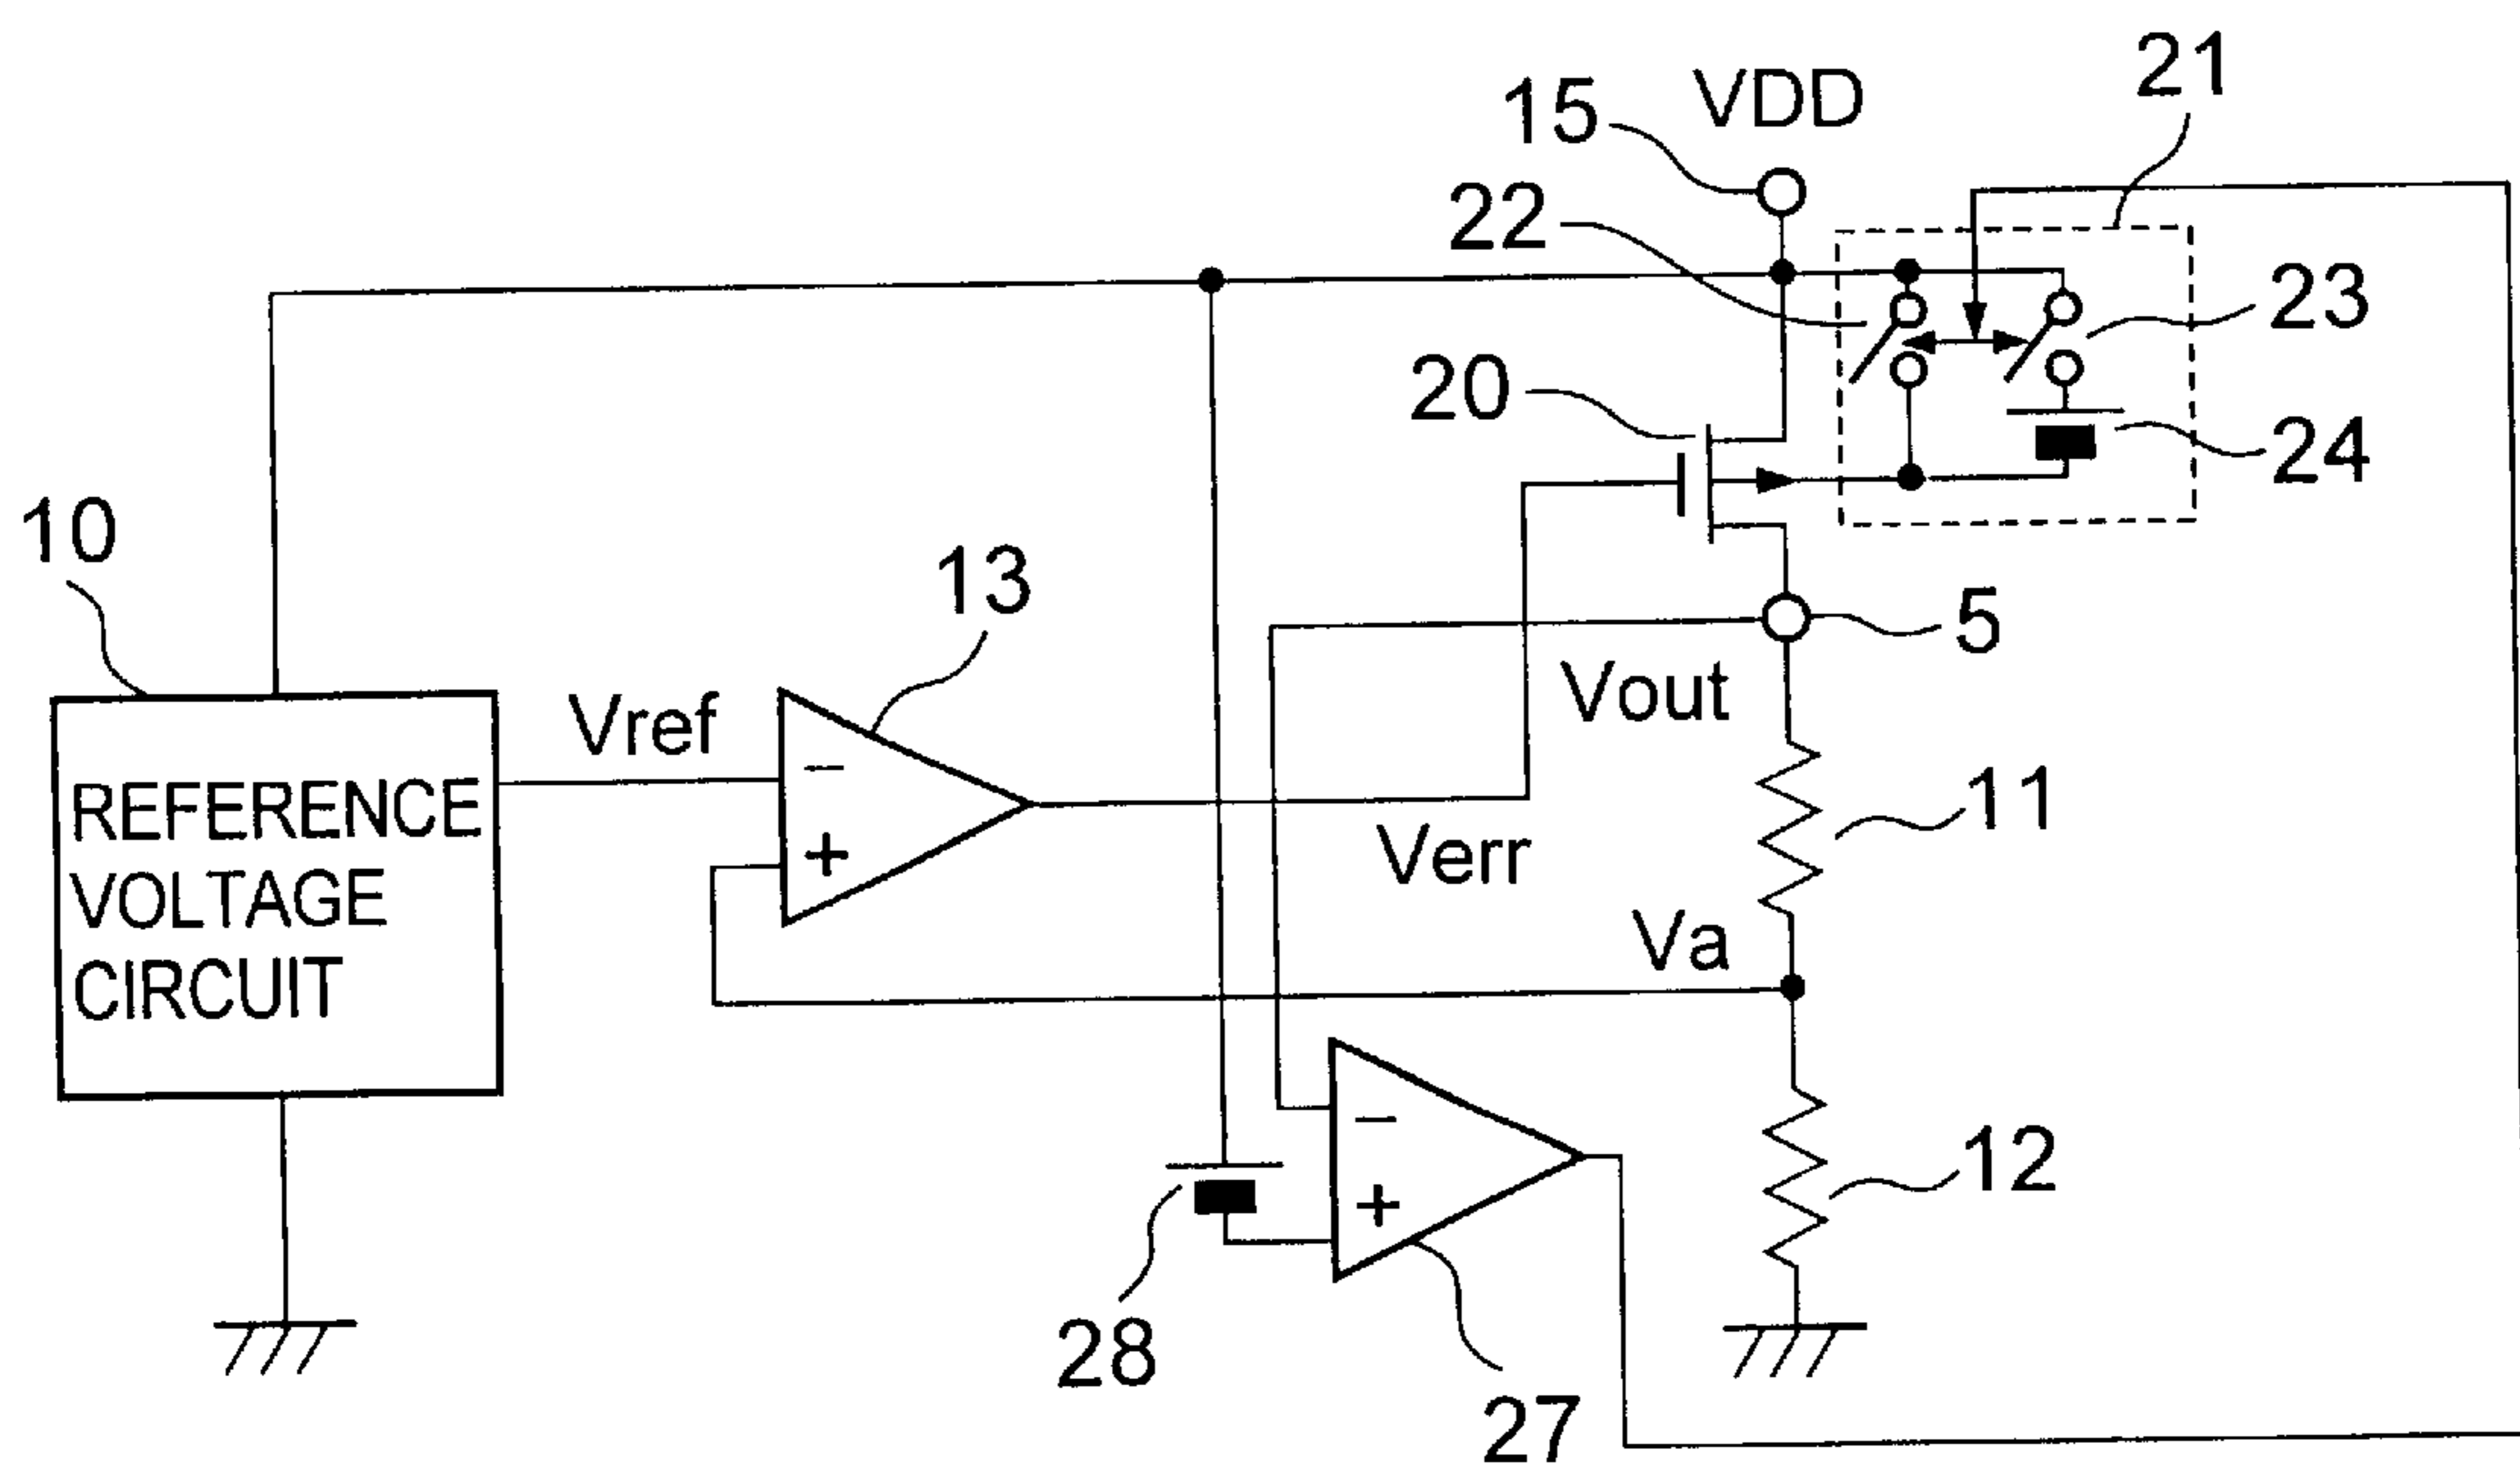 21
VDD
15
22
23
20
24
10
13
5
Vref
Vout
REFERENCE
VOLTAGE
CIRCUIT
−
+
11
Verr
Va
−
+
12
28
27